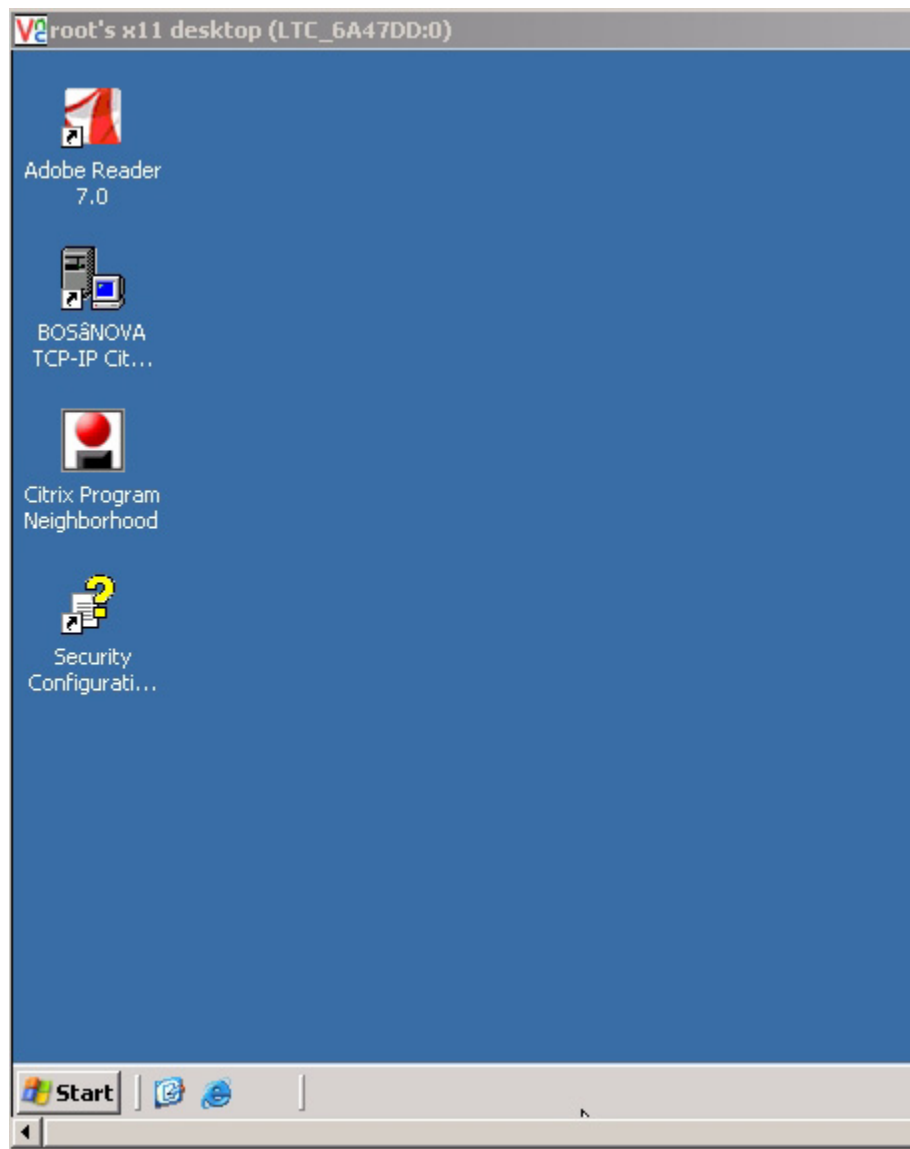 root's x11 desktop (LTC_6A47DD:0)
Adobe Reader
7.0
BOSâNOVA
TCP-IP Cit...
Citrix Program
Neighborhood
Security
Configurati...
Start